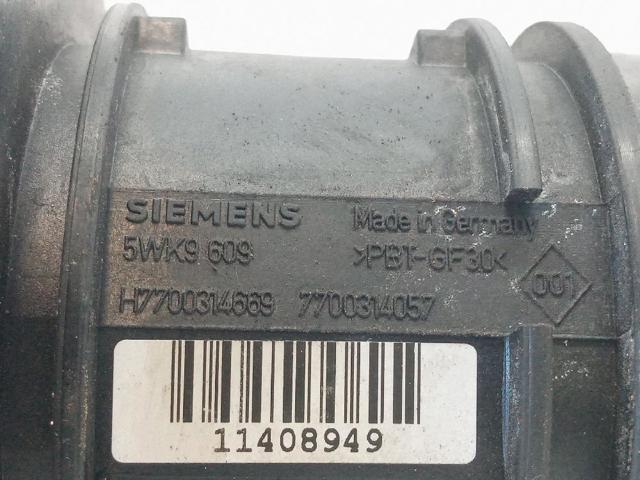 SIEMENS Made in Germany
5WK9 609 >PBT-GF30<
001
H7700314669 7700314057
11408949